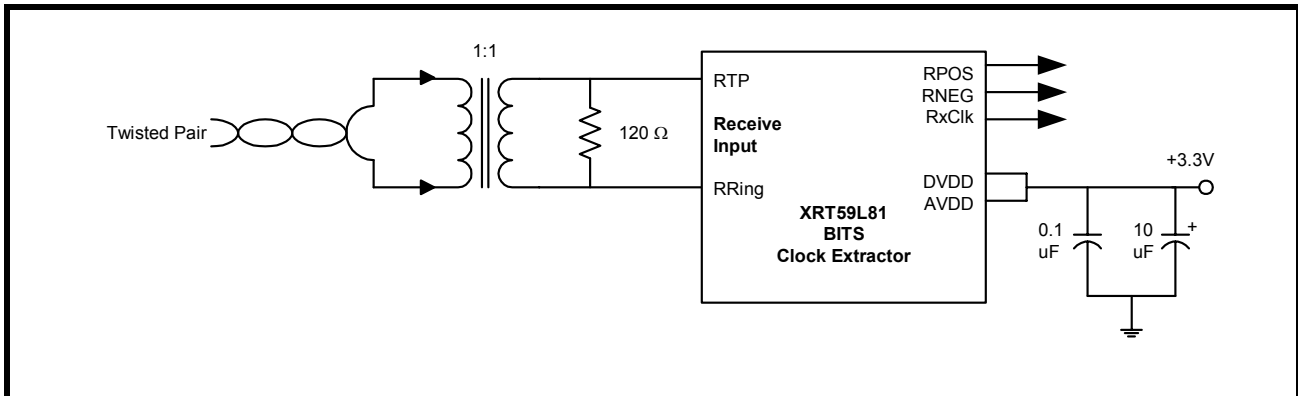 1:1
Twisted Pair
120 Ω
RTP
Receive
Input
RRing
XRT59L81
BITS
Clock Extractor
RPOS
RNEG
RxClk
DVDD
AVDD
+3.3V
0.1
uF
10
uF
+